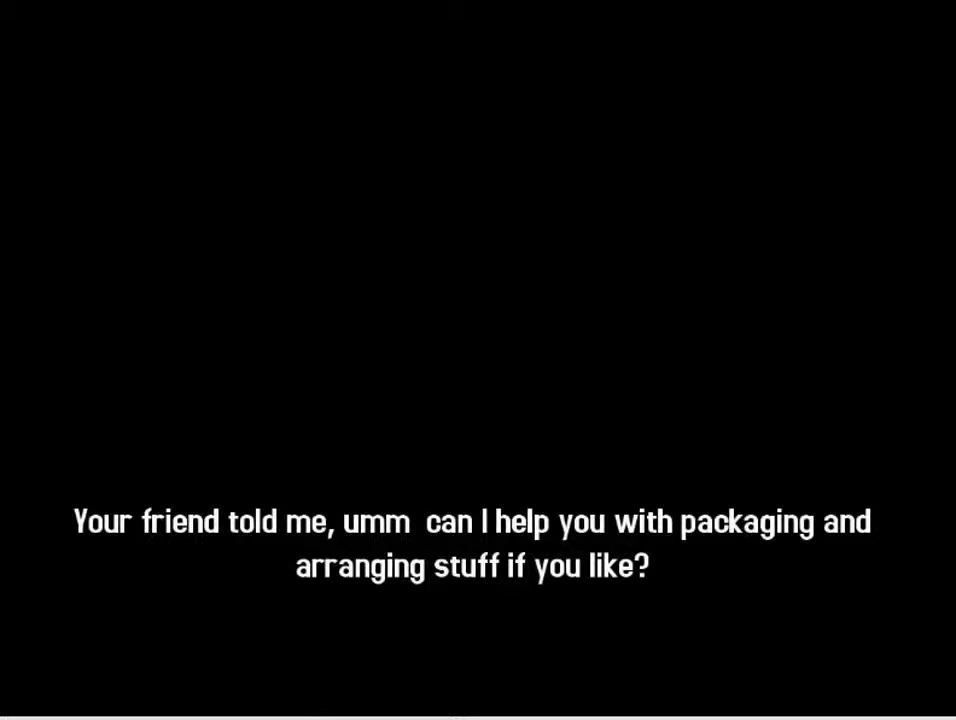 Your friend told me, umm  can I help you with packaging and
arranging stuff if you like?